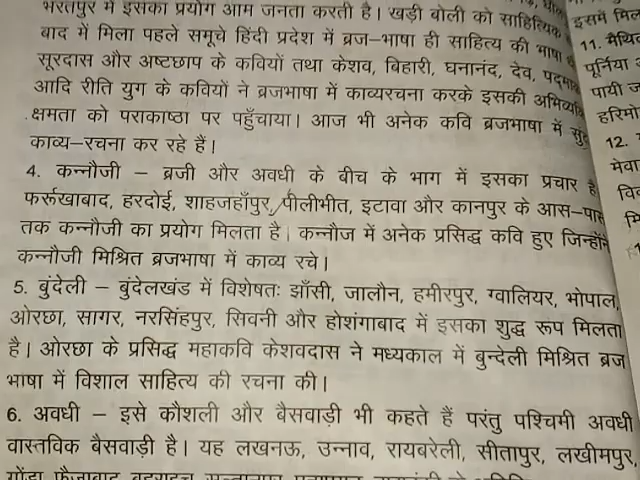 भरतपुर में इसका प्रयोग आम जनता करती है। खड़ी बोली को साहित्यिक
बाद में मिला पहले समूचे हिंदी प्रदेश में ब्रज–भाषा ही साहित्य की भाषा
सूरदास और अष्टछाप के कवियों तथा केशव, बिहारी, घनानंद, देव,
आदि रीति युग के कवियों ने ब्रजभाषा में काव्यरचना करके इसकी
क्षमता को पराकाष्ठा पर पहुँचाया। आज भी अनेक कवि ब्रजभाषा में
काव्य–रचना कर रहे हैं।
4. कन्नौजी – ब्रजी और अवधी के बीच के भाग में इसका प्रचार है
फर्रूखाबाद, हरदोई, शाहजहाँपुर, पीलीभीत, इटावा और कानपुर के आस–पास
तक कन्नौजी का प्रयोग मिलता है। कन्नौज में अनेक प्रसिद्ध कवि हुए जिन्होंने
कन्नौजी मिश्रित ब्रजभाषा में काव्य रचे।
5. बुंदेली – बुंदेलखंड में विशेषतः झाँसी, जालौन, हमीरपुर, ग्वालियर, भोपाल,
ओरछा, सागर, नरसिंहपुर, सिवनी और होशंगाबाद में इसका शुद्ध रूप मिलता
है। ओरछा के प्रसिद्ध महाकवि केशवदास ने मध्यकाल में बुन्देली मिश्रित ब्रज
भाषा में विशाल साहित्य की रचना की।
6. अवधी – इसे कौशली और बैसवाड़ी भी कहते हैं परंतु पश्चिमी अवधी
वास्तविक बैसवाड़ी है। यह लखनऊ, उन्नाव, रायबरेली, सीतापुर, लखीमपुर,
इसमें
11.
पूर्निया
पायी
12.